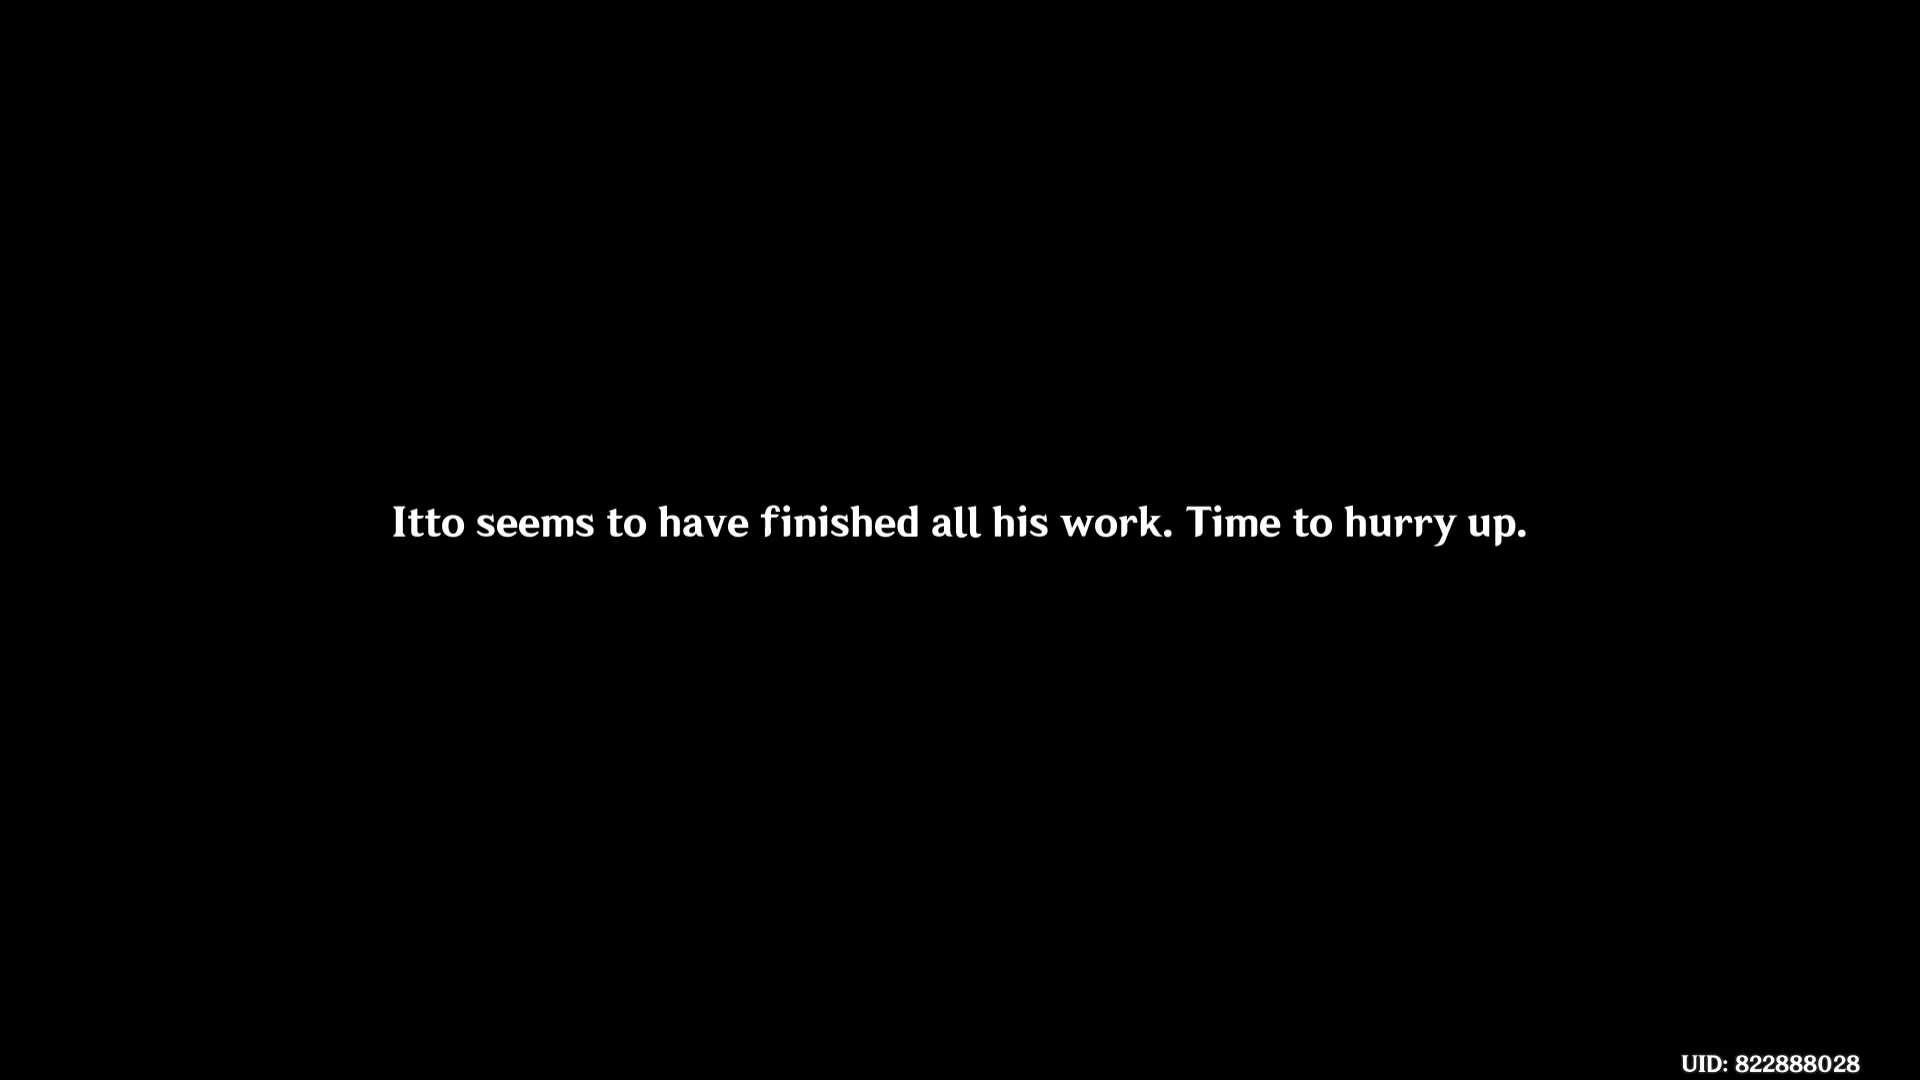 Itto seems to have finished all his work. Time to hurry up.
UID: 822888028